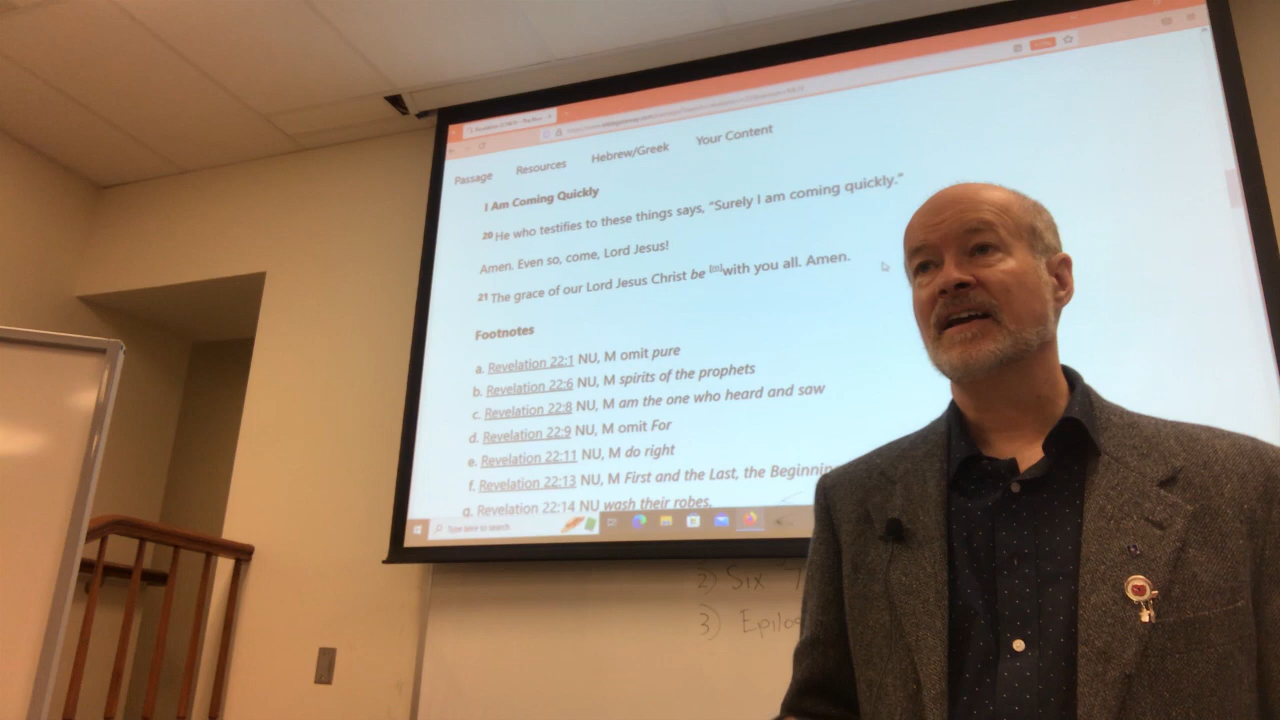 Passage Resources Hebrew/Greek Your Content
I Am Coming Quickly
20 He who testifies to these things says, “Surely I am coming quickly.”
Amen. Even so, come, Lord Jesus!
21 The grace of our Lord Jesus Christ be [m] with you all. Amen.
Footnotes
a. Revelation 22:1 NU, M omit pure
b. Revelation 22:6 NU, M spirits of the prophets
c. Revelation 22:8 NU, M am the one who heard and saw
d. Revelation 22:9 NU, M omit For
e. Revelation 22:11 NU, M do right
f. Revelation 22:13 NU, M First and the Last, the Beginnin
g. Revelation 22:14 NU wash their robes.
Type here to search
2) Six
3) Epilo